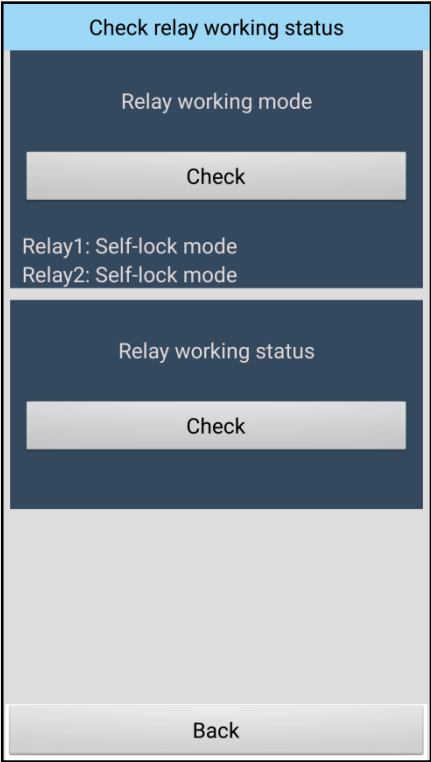 Check relay working status
Relay working mode
Check
Relay1: Self-lock mode
Relay2: Self-lock mode
Relay working status
Check
Back